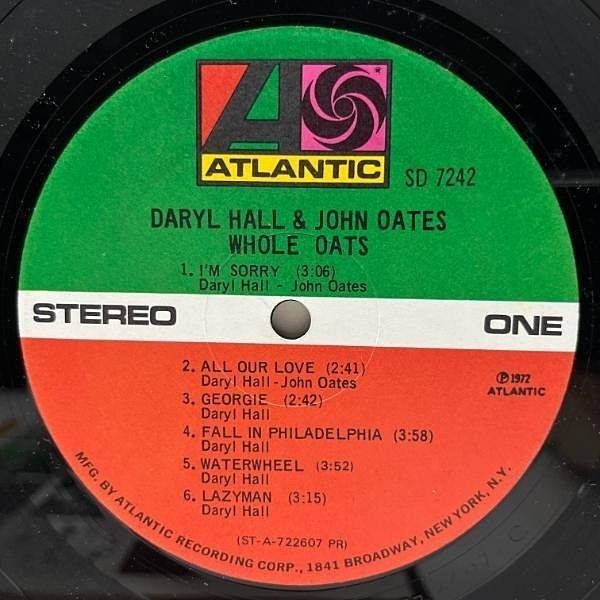 ATLANTIC
SD 7242
DARYL HALL & JOHN OATES
WHOLE OATS
1. I'M SORRY (3:06)
Daryl Hall - John Oates
STEREO
ONE
2. ALL OUR LOVE (2:41)
Daryl Hall-John Oates
3. GEORGIE (2:42)
Daryl Hall
4. FALL IN PHILADELPHIA (3:58)
Daryl Hall
5. WATERWHEEL (3:52)
Daryl Hall
6. LAZYMAN (3:15)
Daryl Hall
℗1972
ATLANTIC
(ST-A-722607 PR)
MFG. BY ATLANTIC RECORDING CORP., 1841 BROADWAY, NEW YORK, N.Y.